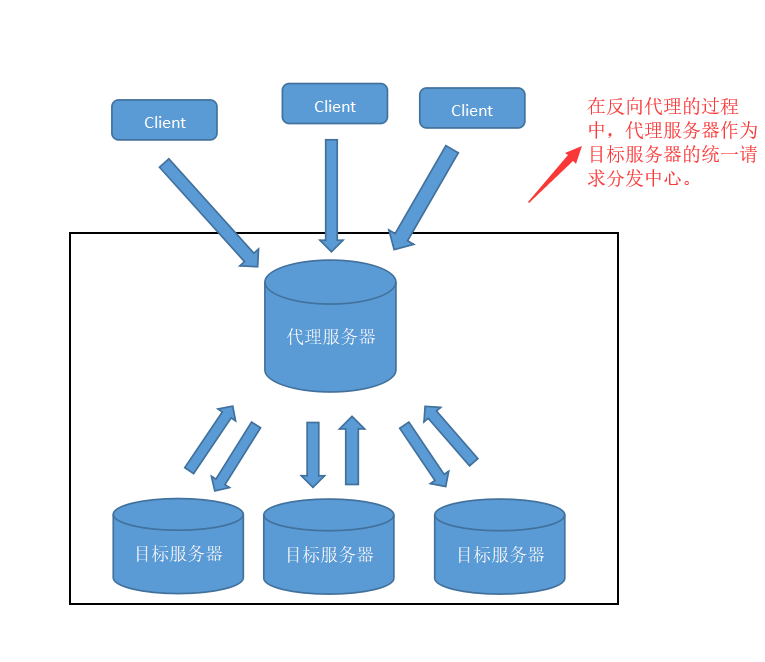 Client
Client
Client
在反向代理的过程
中，代理服务器作为
目标服务器的统一请
求分发中心。
代理服务器
目标服务器
目标服务器
目标服务器